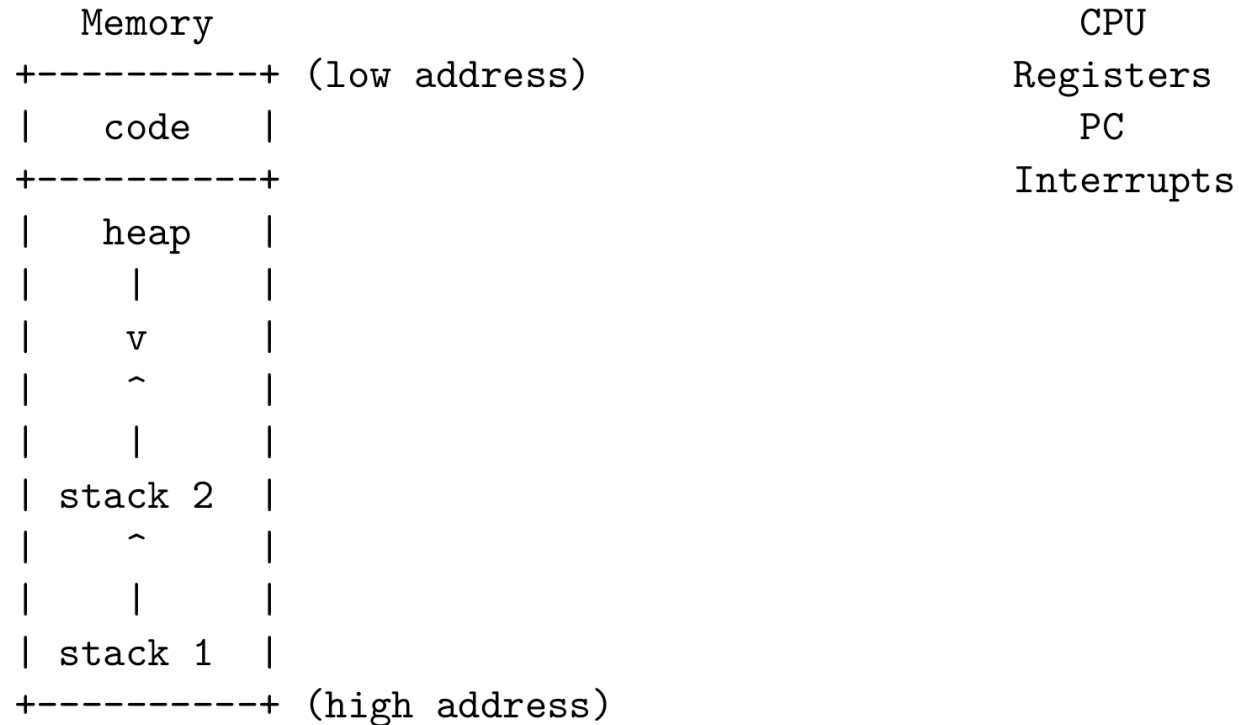 Memory                                  CPU
+----------+ (low address)               Registers
|   code   |                                PC
+----------+                             Interrupts
|   heap   |
|    |     |
|    v     |
|    ^     |
|    |     |
| stack 2  |
|    ^     |
|    |     |
| stack 1  |
+----------+ (high address)